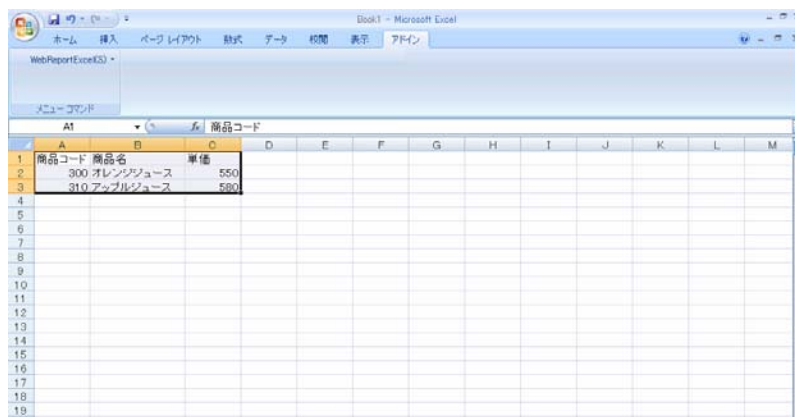 Book1 - Microsoft Excel
ホーム 挿入 ページ レイアウト 数式 データ 校閲 表示 アドイン
WebReportExcel(S)
メニュー コマンド
A1 fx 商品コード
A B C D E F G H I J K L M
1 商品コード 商品名 単価
2 300 オレンジジュース 550
3 310 アップルジュース 580
4
5
6
7
8
9
10
11
12
13
14
15
16
17
18
19